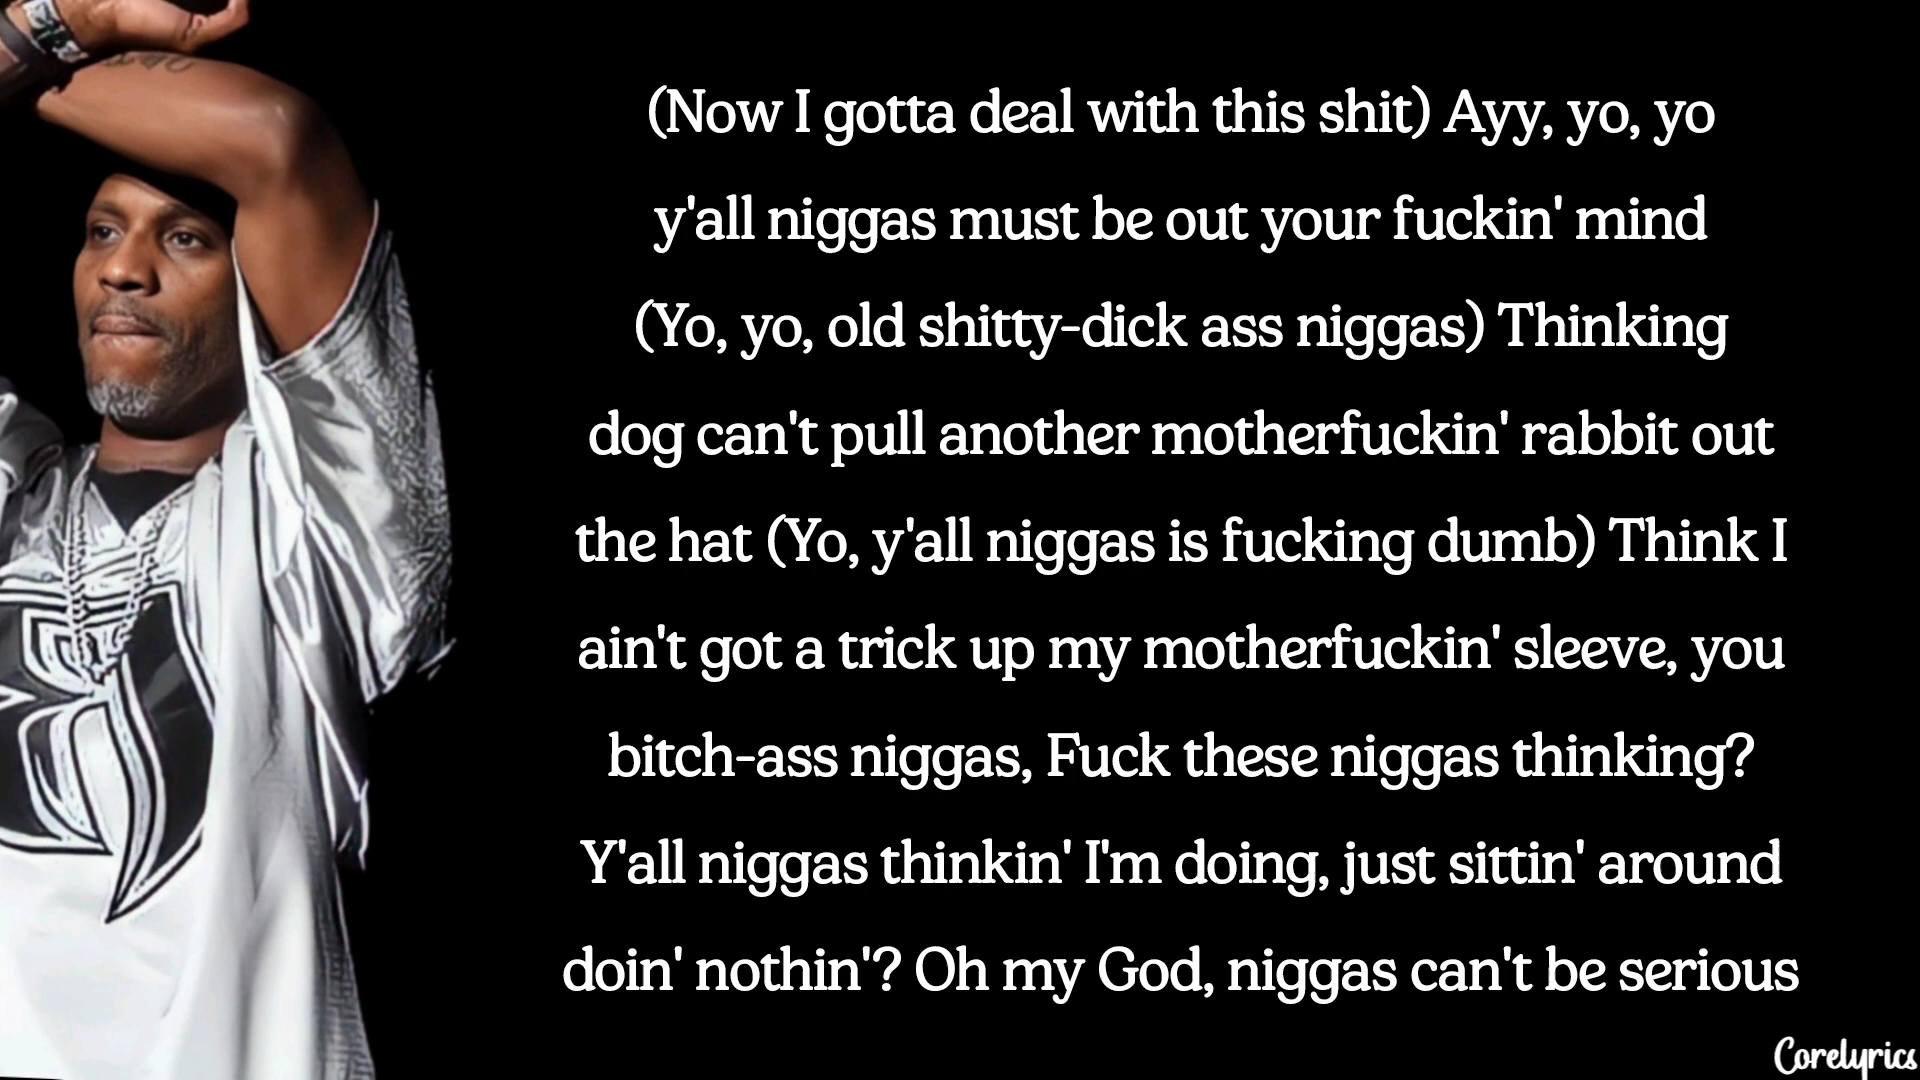 (Now I gotta deal with this shit) Ayy, yo, yo
y'all niggas must be out your fuckin' mind
(Yo, yo, old shitty-dick ass niggas) Thinking
dog can't pull another motherfuckin' rabbit out
the hat (Yo, y'all niggas is fucking dumb) Think I
ain't got a trick up my motherfuckin' sleeve, you
bitch-ass niggas, Fuck these niggas thinking?
Y'all niggas thinkin' I'm doing, just sittin' around
doin' nothin'? Oh my God, niggas can't be serious
Corelyrics